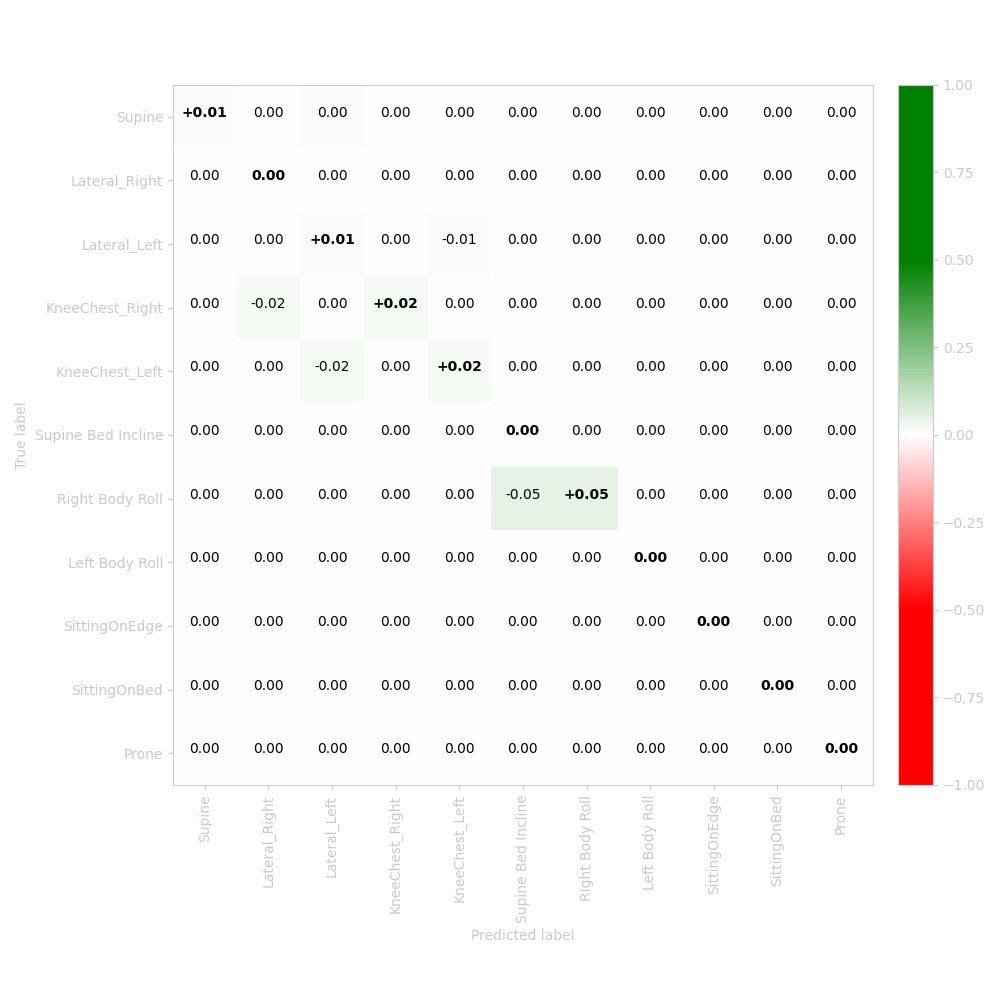 1.00
Supine +0.01 0.00 0.00 0.00 0.00 0.00 0.00 0.00 0.00 0.00 0.00
0.75
Lateral_Right 0.00 0.00 0.00 0.00 0.00 0.00 0.00 0.00 0.00 0.00 0.00
Lateral_Left 0.00 0.00 +0.01 0.00 -0.01 0.00 0.00 0.00 0.00 0.00 0.00
0.50
KneeChest_Right 0.00 -0.02 0.00 +0.02 0.00 0.00 0.00 0.00 0.00 0.00 0.00
0.25
KneeChest_Left 0.00 0.00 -0.02 0.00 +0.02 0.00 0.00 0.00 0.00 0.00 0.00
True label
Supine Bed Incline 0.00 0.00 0.00 0.00 0.00 0.00 0.00 0.00 0.00 0.00 0.00
0.00
Right Body Roll 0.00 0.00 0.00 0.00 0.00 -0.05 +0.05 0.00 0.00 0.00 0.00
−0.25
Left Body Roll 0.00 0.00 0.00 0.00 0.00 0.00 0.00 0.00 0.00 0.00 0.00
−0.50
SittingOnEdge 0.00 0.00 0.00 0.00 0.00 0.00 0.00 0.00 0.00 0.00 0.00
SittingOnBed 0.00 0.00 0.00 0.00 0.00 0.00 0.00 0.00 0.00 0.00 0.00
−0.75
Prone 0.00 0.00 0.00 0.00 0.00 0.00 0.00 0.00 0.00 0.00 0.00
−1.00
Supine
Lateral_Right
Lateral_Left
KneeChest_Right
KneeChest_Left
Supine Bed Incline
Right Body Roll
Left Body Roll
SittingOnEdge
SittingOnBed
Prone
Predicted label